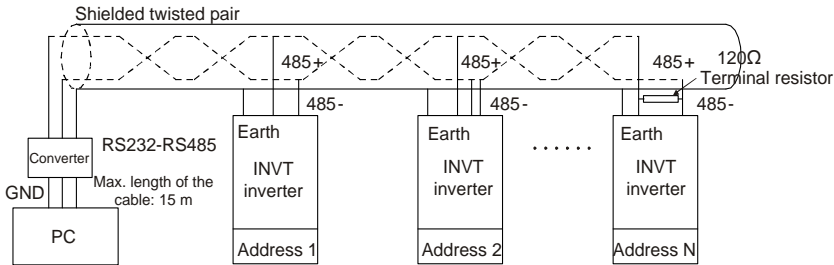 Shielded twisted pair
485+
485+
485+
120Ω
Terminal resistor
485-
485-
485-
Converter
RS232-RS485
Max. length of the
cable: 15 m
GND
PC
Earth
INVT
inverter
Address 1
Earth
INVT
inverter
Address 2
......
Earth
INVT
inverter
Address N